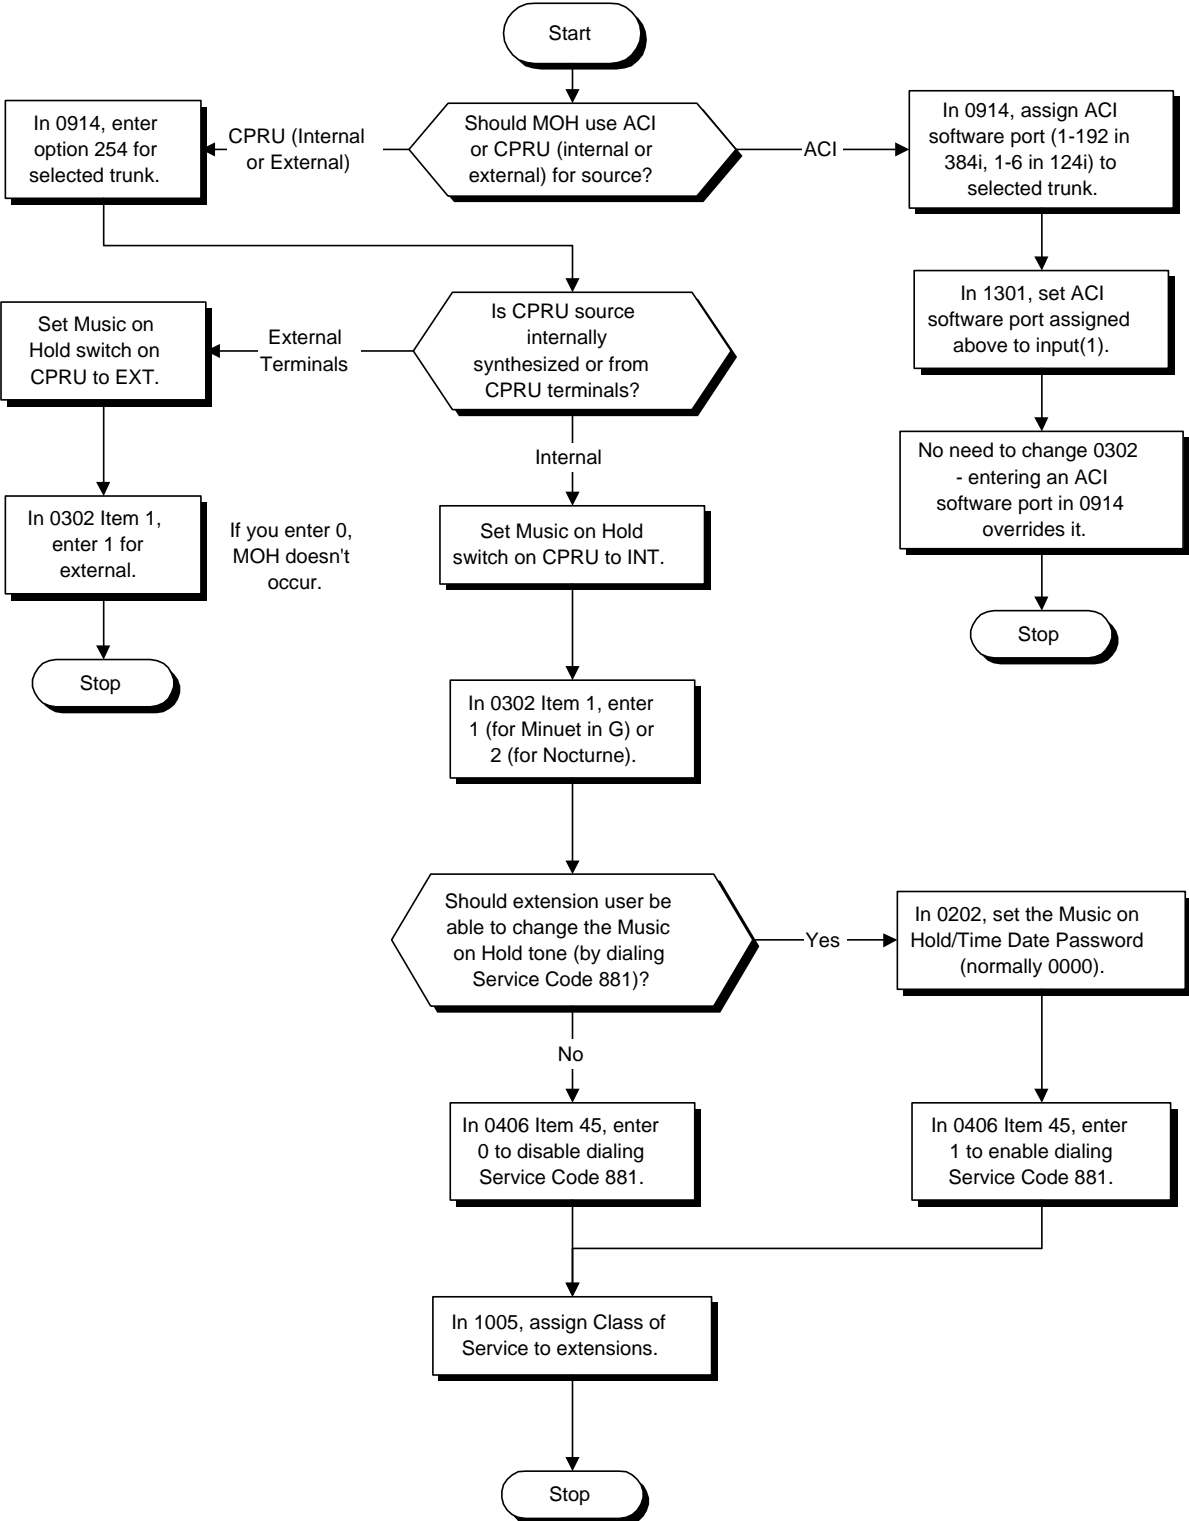 Start
Should MOH use ACI
or CPRU (internal or
external) for source?
CPRU (Internal
or External)
In 0914, enter
option 254 for
selected trunk.
ACI
In 0914, assign ACI
software port (1-192 in
384i, 1-6 in 124i) to
selected trunk.
In 1301, set ACI
software port assigned
above to input(1).
No need to change 0302
- entering an ACI
software port in 0914
overrides it.
Stop
Is CPRU source
internally
synthesized or from
CPRU terminals?
External
Terminals
Set Music on
Hold switch on
CPRU to EXT.
In 0302 Item 1,
enter 1 for
external.
If you enter 0,
MOH doesn't
occur.
Stop
Internal
Set Music on Hold
switch on CPRU to INT.
In 0302 Item 1, enter
1 (for Minuet in G) or
2 (for Nocturne).
Should extension user be
able to change the Music
on Hold tone (by dialing
Service Code 881)?
Yes
In 0202, set the Music on
Hold/Time Date Password
(normally 0000).
No
In 0406 Item 45, enter
0 to disable dialing
Service Code 881.
In 0406 Item 45, enter
1 to enable dialing
Service Code 881.
In 1005, assign Class of
Service to extensions.
Stop